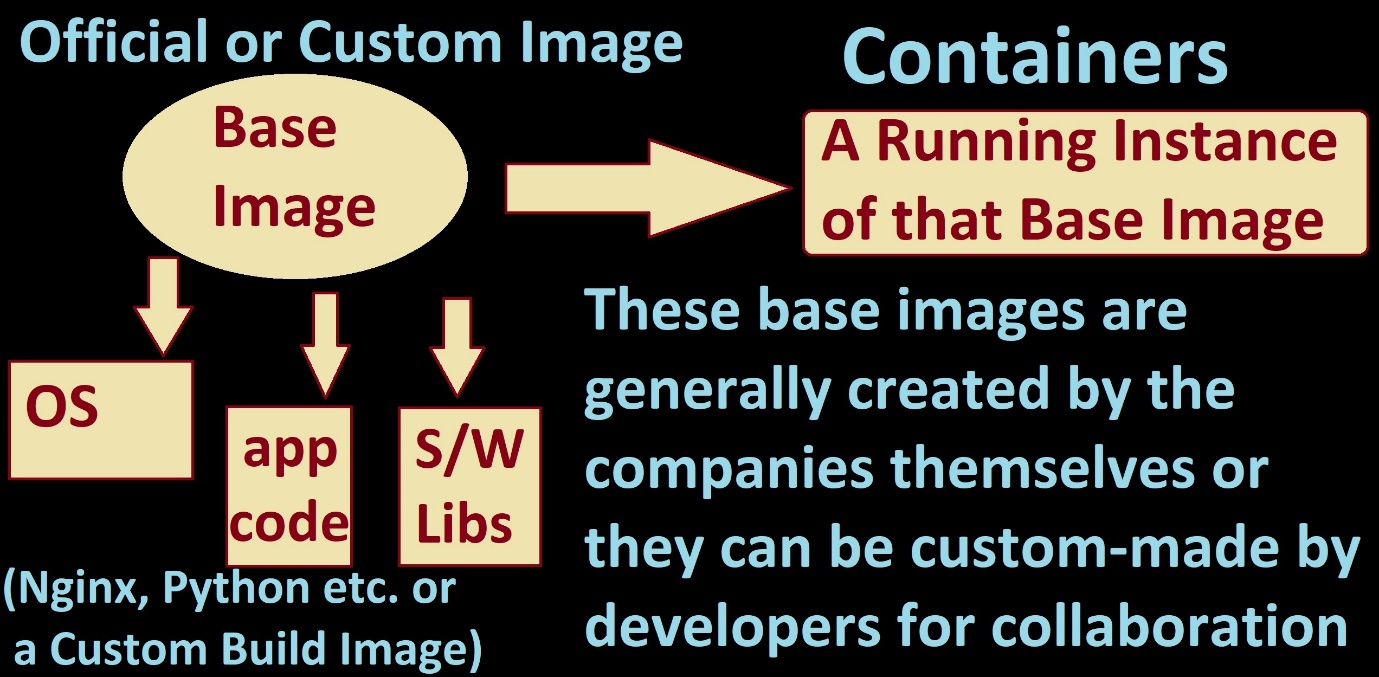 Official or Custom Image
Base
Image
OS
app
code
S/W
Libs
(Nginx, Python etc. or
a Custom Build Image)
Containers
A Running Instance
of that Base Image
These base images are
generally created by the
companies themselves or
they can be custom-made by
developers for collaboration